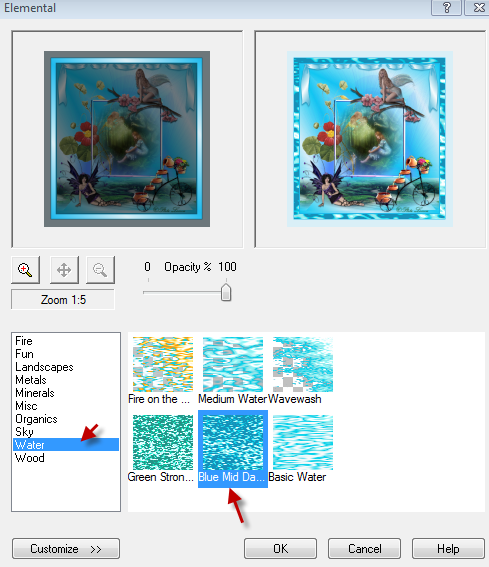 Elemental
0 Opacity % 100
Zoom 1:5
Fire
Fun
Landscapes
Metals
Minerals
Misc
Organics
Sky
Water
Wood
Fire on the ... Medium Water Wavewash
Green Stron... Blue Mid Da... Basic Water
Customize >> OK Cancel Help